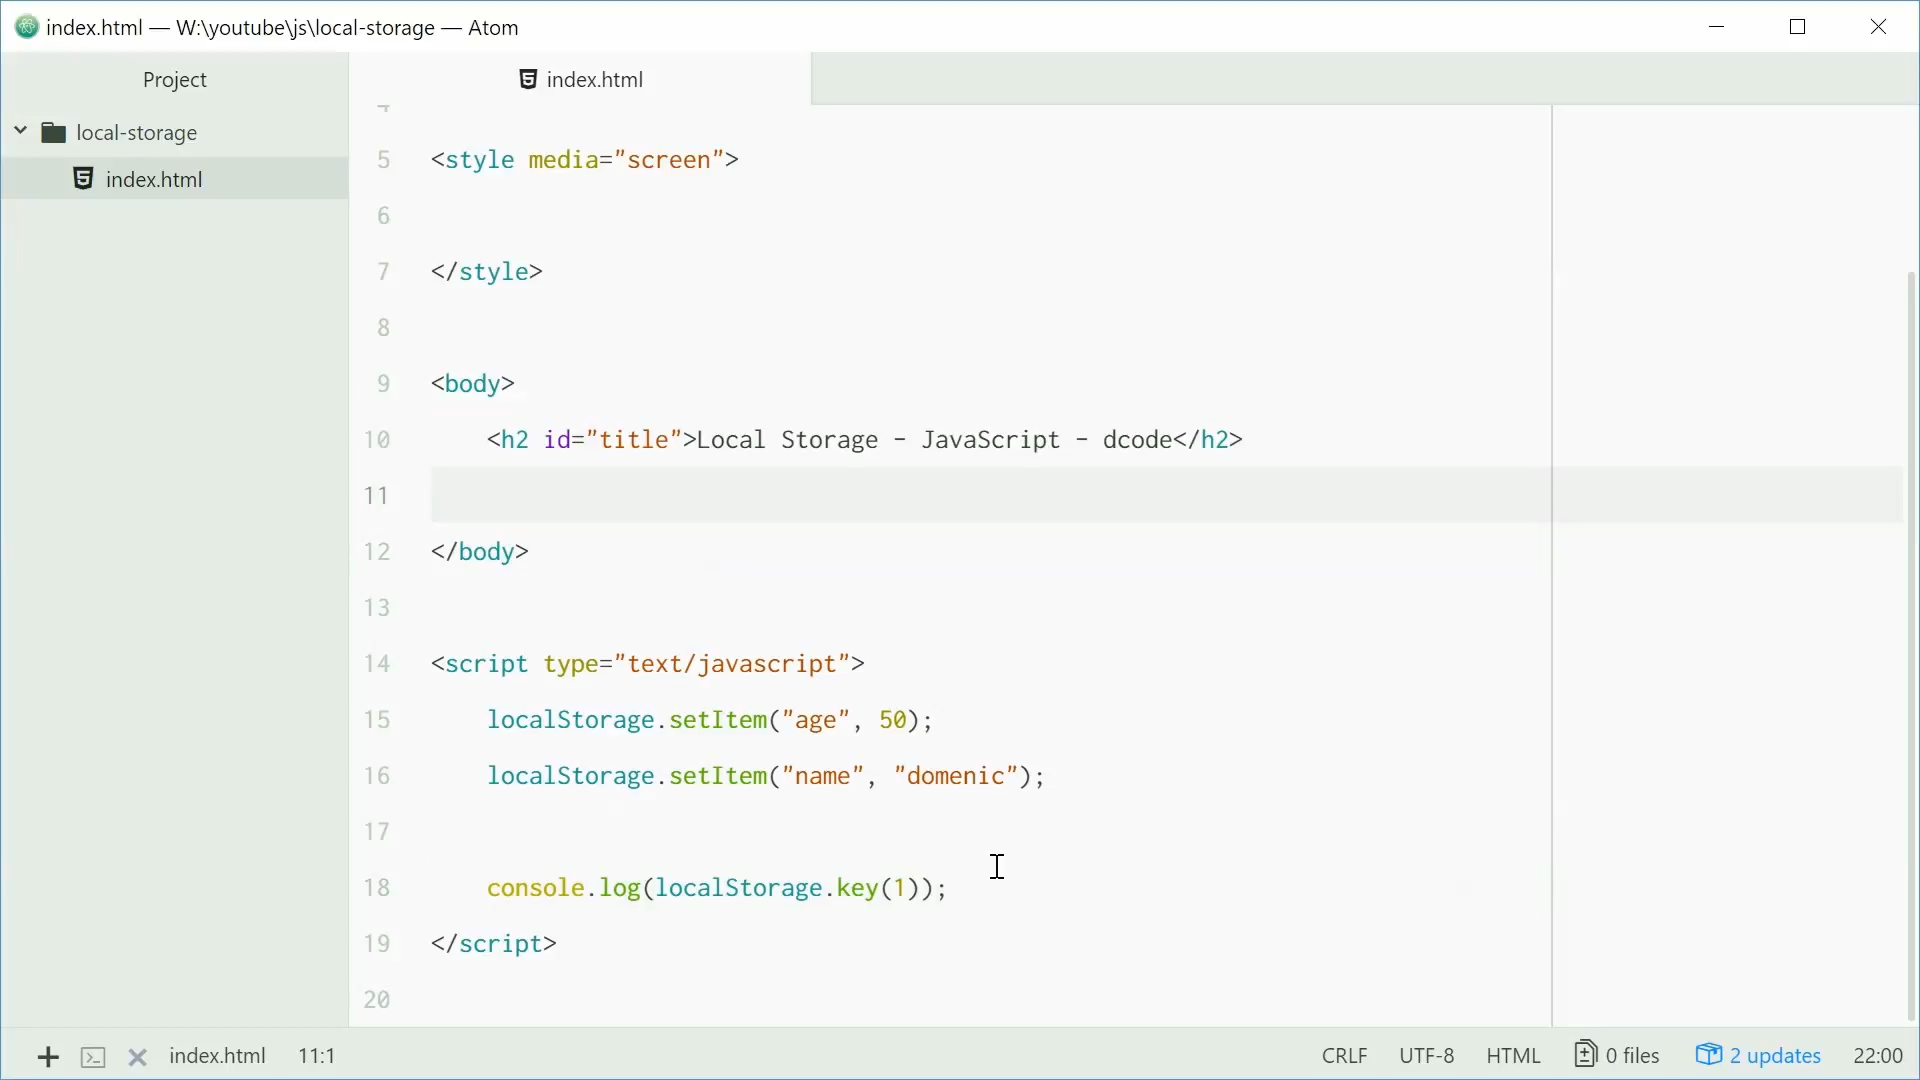 index.html — W:\youtube\js\local-storage — Atom
Project
local-storage
index.html
index.html
4
5 <style media="screen">
6
7 </style>
8
9 <body>
10 <h2 id="title">Local Storage - JavaScript - dcode</h2>
11
12 </body>
13
14 <script type="text/javascript">
15 localStorage.setItem("age", 50);
16 localStorage.setItem("name", "domenic");
17
18 console.log(localStorage.key(1));
19 </script>
20
index.html 11:1 CRLF UTF-8 HTML 0 files 2 updates 22:00